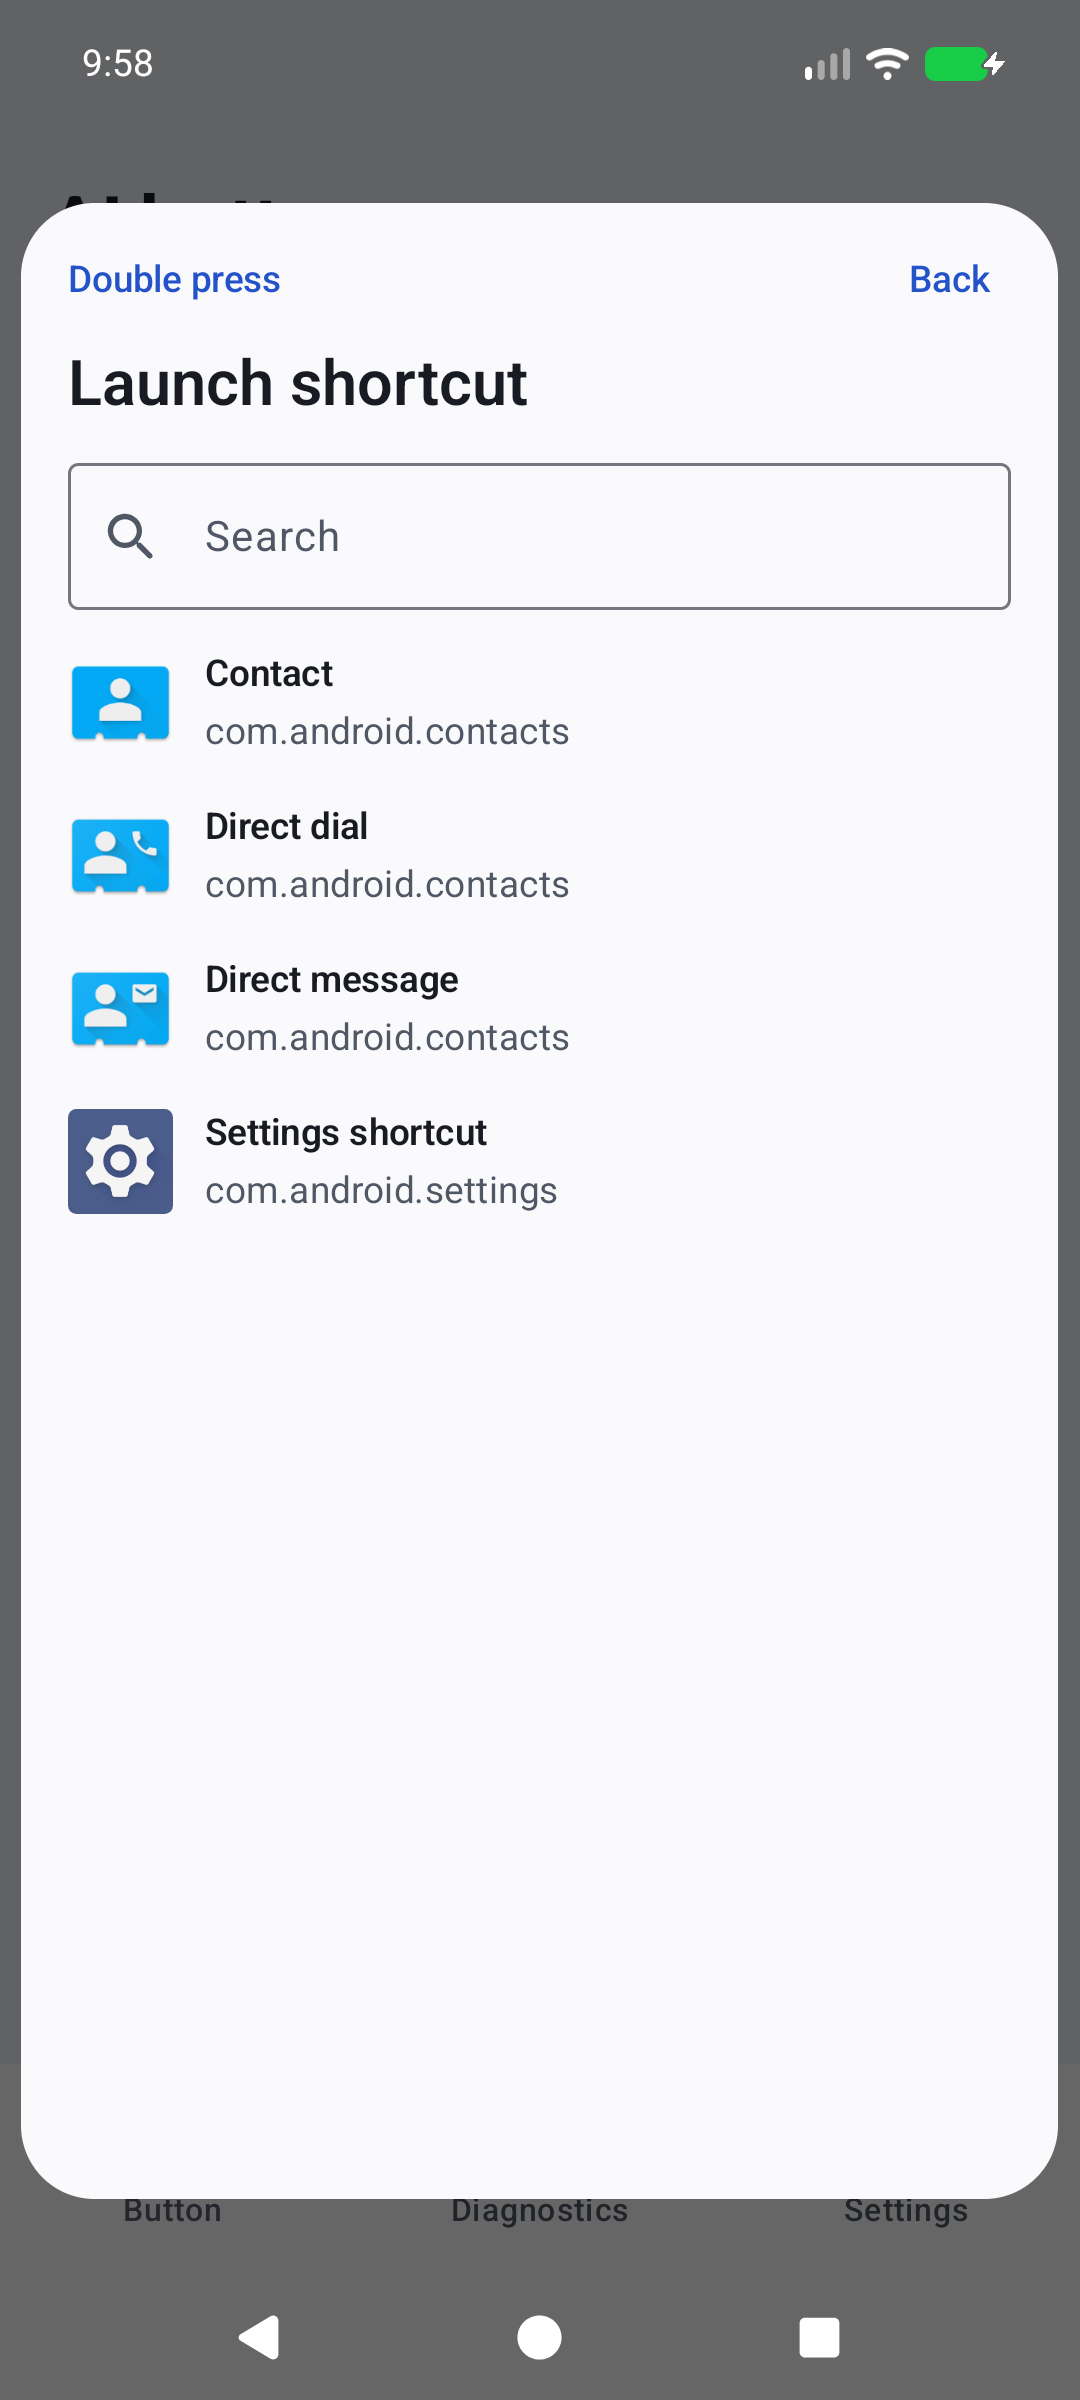 9:58
Double press
Back
Launch shortcut
Search
Contact
com.android.contacts
Direct dial
com.android.contacts
Direct message
com.android.contacts
Settings shortcut
com.android.settings
Button
Diagnostics
Settings